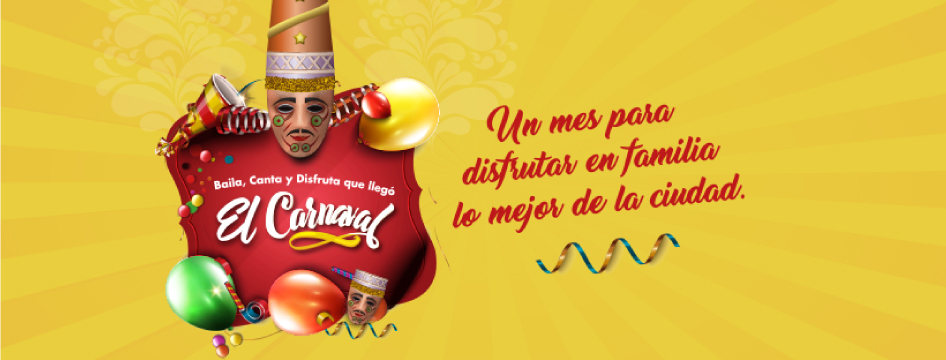 Baila, Canta y Disfruta que llegó
El Carnaval
Un mes para
disfrutar en familia
lo mejor de la ciudad.